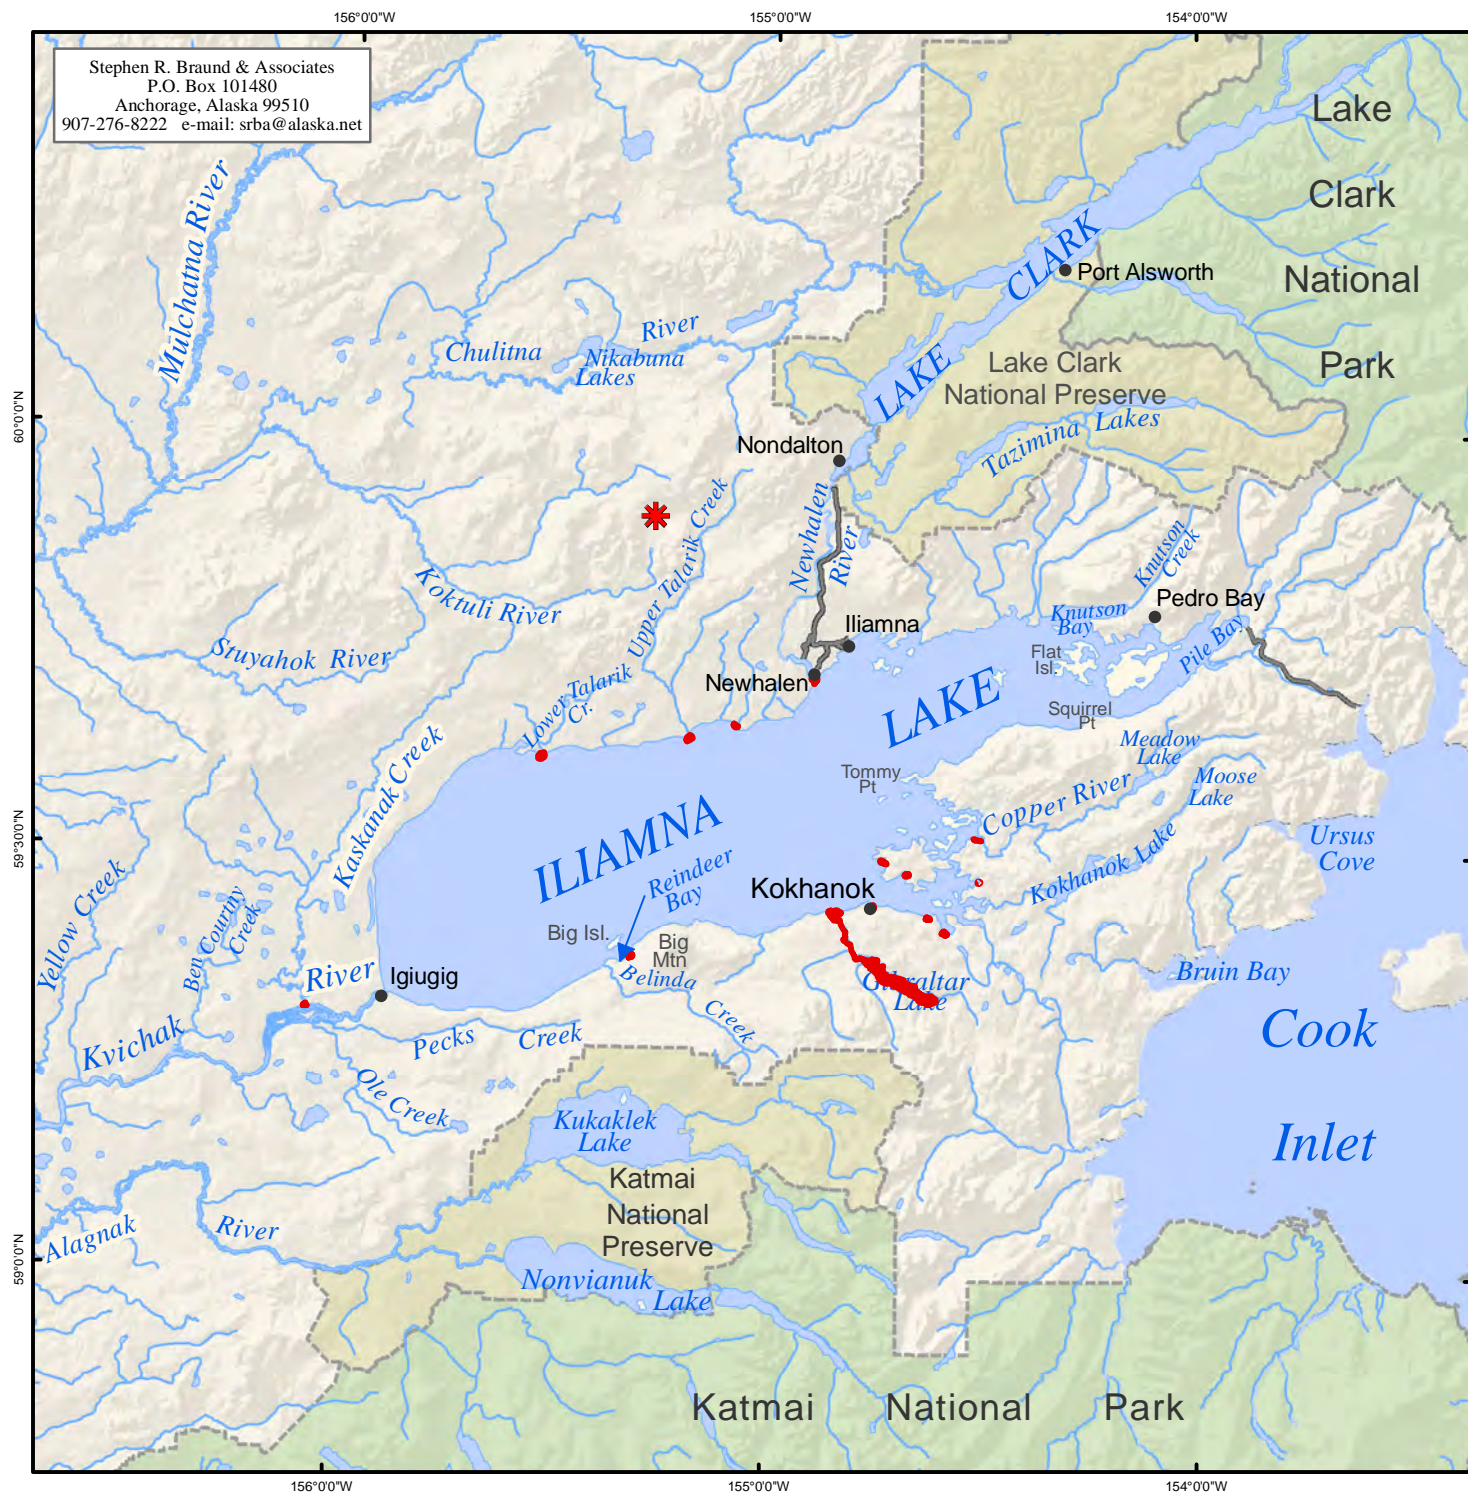 156°0'0"W
155°0'0"W
154°0'0"W
Stephen R. Braund & Associates
P.O. Box 101480
Anchorage, Alaska 99510
907-276-8222 e-mail: srba@alaska.net
Lake
Clark
National
Park
Mulchatna River
LAKE CLARK
Port Alsworth
Chulitna River
Nikabuna
Lakes
Lake Clark
National Preserve
60°0'0"N
Tazimina Lakes
Nondalton
Newhalen
River
Upper Talarik Creek
Koktuli River
Stuyahok River
Lower Talarik
Cr.
Knutson
Creek
Knutson
Bay
Pedro Bay
Iliamna
Flat
Isl.
Pile Bay
Newhalen
Squirrel
Pt
ILIAMNA LAKE
Meadow
Lake
Moose
Lake
Tommy
Pt
Copper River
Kaskanak Creek
59°30'0"N
Ursus
Cove
Kokhanok Lake
Reindeer
Bay
Kokhanok
Yellow Creek
Ben Courtny
Creek
Big Isl.
Big
Mtn
Belinda
Creek
Gibraltar
Lake
Bruin Bay
Igiugig
Kvichak River
Pecks Creek
Ole Creek
Cook
Inlet
Kukaklek
Lake
Katmai
National
Preserve
Alagnak River
59°0'0"N
Nonvianuk
Lake
Katmai National Park
156°0'0"W
155°0'0"W
154°0'0"W